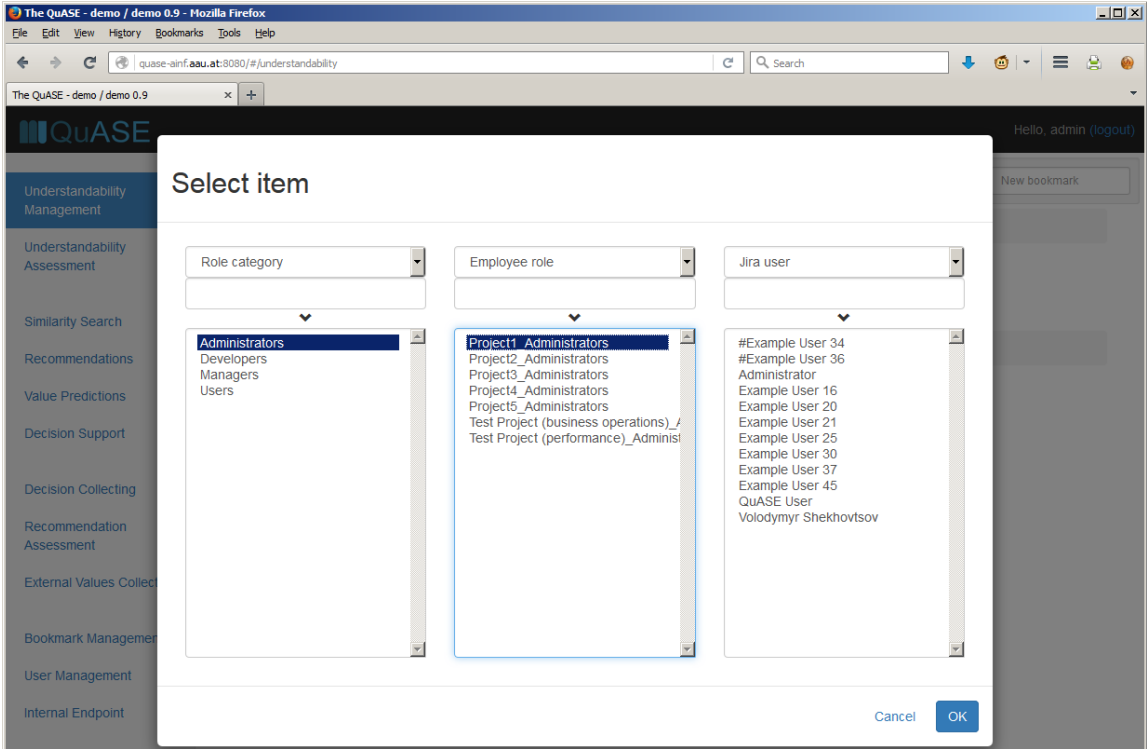 The QuASE - demo / demo 0.9 - Mozilla Firefox
File Edit View History Bookmarks Tools Help
quase-ainf.aau.at:8080/#/understandability
Search
The QuASE - demo / demo 0.9
QuASE
Hello, admin (logout)
New bookmark
Understandability
Management
Understandability
Assessment
Similarity Search
Recommendations
Value Predictions
Decision Support
Decision Collecting
Recommendation
Assessment
External Values Collect
Bookmark Managemen
User Management
Internal Endpoint
Select item
Role category
Employee role
Jira user
Administrators
Developers
Managers
Users
Project1_Administrators
Project2_Administrators
Project3_Administrators
Project4_Administrators
Project5_Administrators
Test Project (business operations)_A
Test Project (performance)_Administ
#Example User 34
#Example User 36
Administrator
Example User 16
Example User 20
Example User 21
Example User 25
Example User 30
Example User 37
Example User 45
QuASE User
Volodymyr Shekhovtsov
Cancel
OK